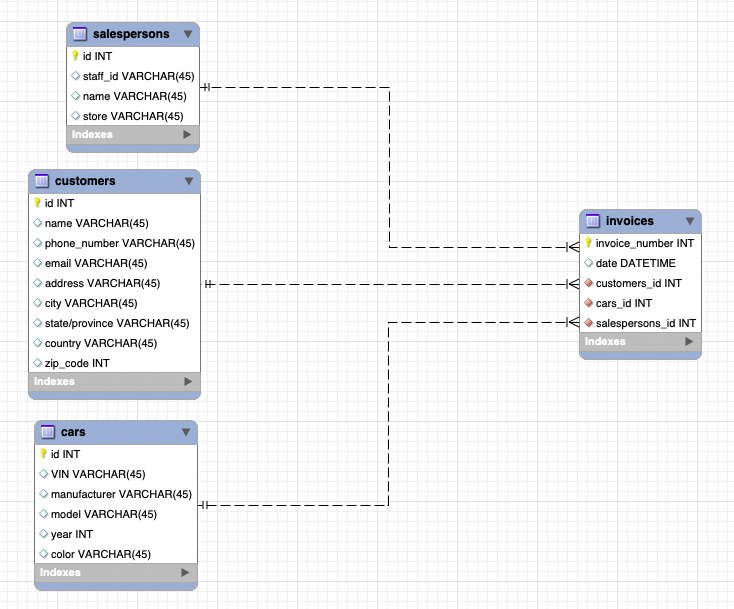 salespersons
id INT
staff_id VARCHAR(45)
name VARCHAR(45)
store VARCHAR(45)
Indexes
customers
id INT
name VARCHAR(45)
phone_number VARCHAR(45)
email VARCHAR(45)
address VARCHAR(45)
city VARCHAR(45)
state/province VARCHAR(45)
country VARCHAR(45)
zip_code INT
Indexes
cars
id INT
VIN VARCHAR(45)
manufacturer VARCHAR(45)
model VARCHAR(45)
year INT
color VARCHAR(45)
Indexes
invoices
invoice_number INT
date DATETIME
customers_id INT
cars_id INT
salespersons_id INT
Indexes